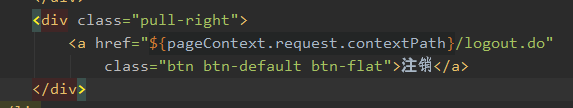 <div class="pull-right">
<a href="${pageContext.request.contextPath}/logout.do"
class="btn btn-default btn-flat">注销</a>
</div>